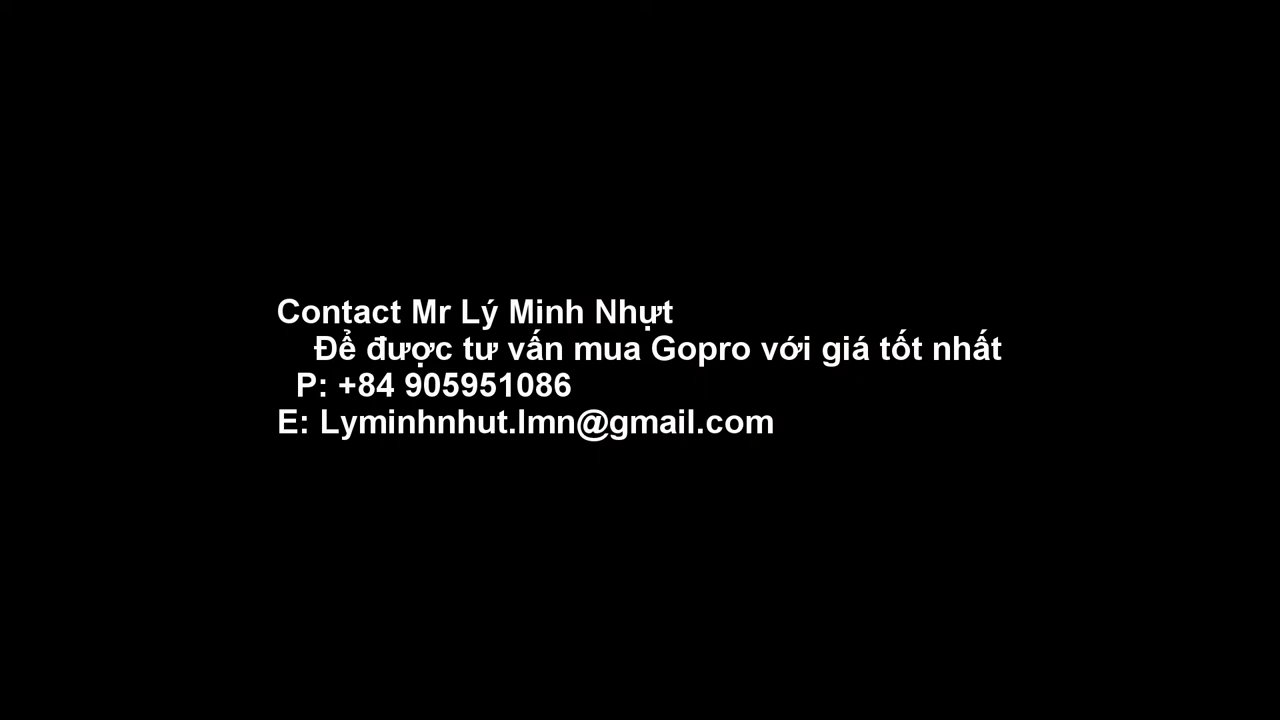 Contact Mr Lý Minh Nhựt
Để được tư vấn mua Gopro với giá tốt nhất
P: +84 905951086
E: Lyminhnhut.lmn@gmail.com